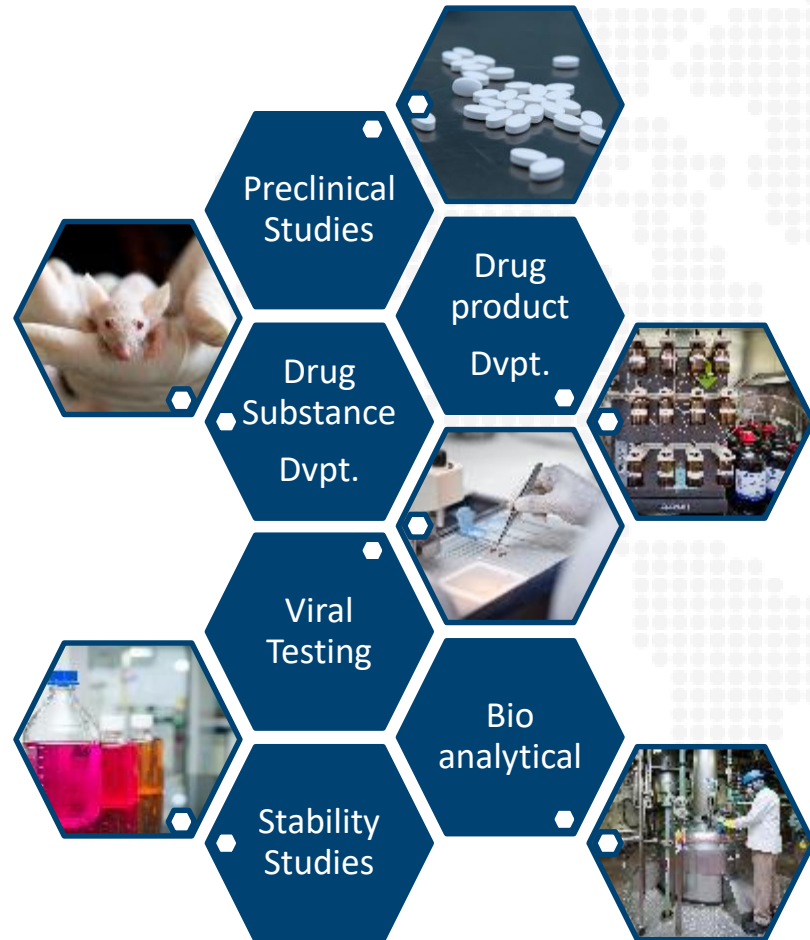 Preclinical
Studies
Drug
product
Dvpt.
Drug
Substance
Dvpt.
Viral
Testing
Bio
analytical
Stability
Studies